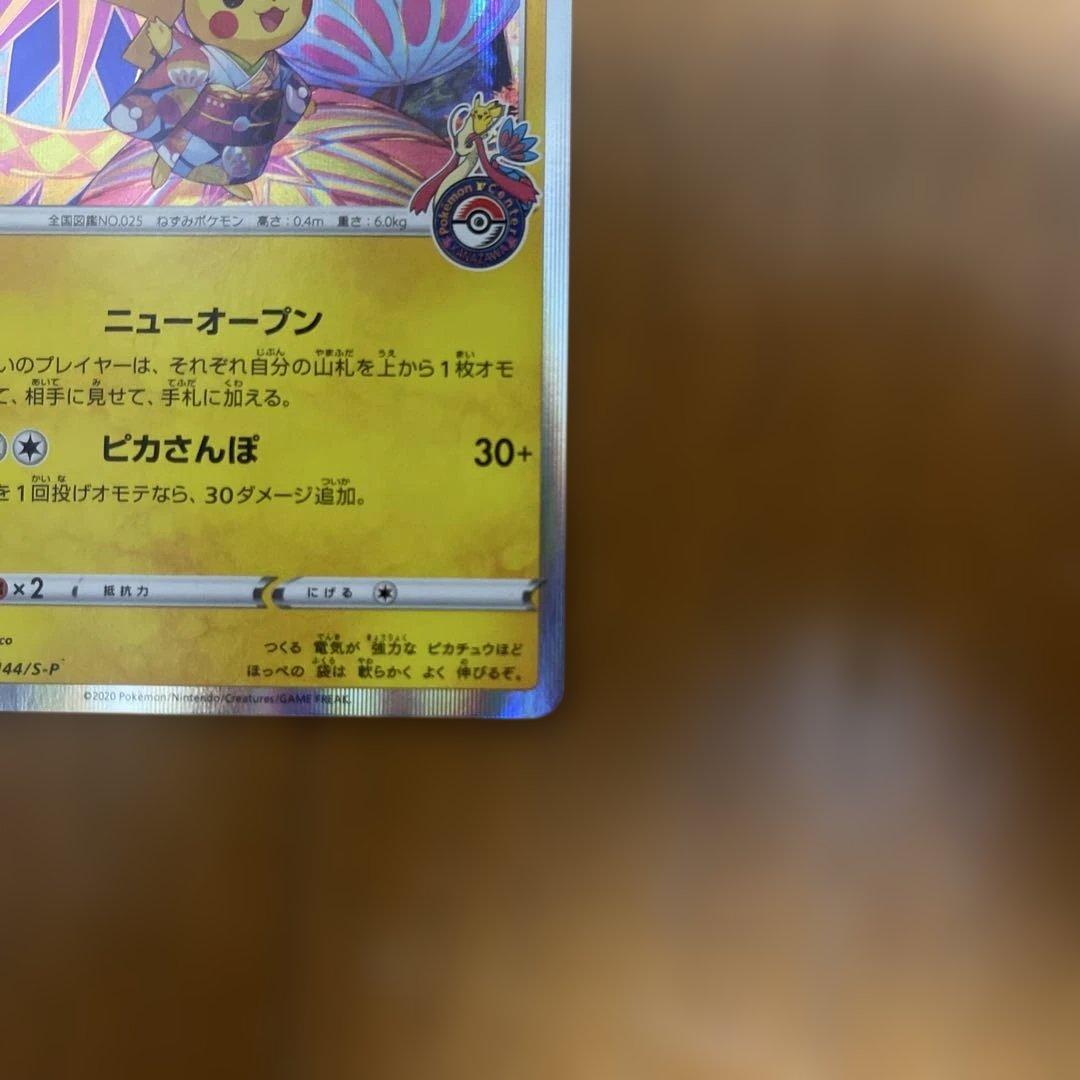 Pokémon Center
KANAZAWA
全国図鑑NO.025 ねずみポケモン 高さ:0.4m 重さ:6.0kg
ニューオープン
いのプレイヤーは、それぞれ自分の山札を上から1枚オモ
て、相手に見せて、手札に加える。
ピカさんぽ 30+
を1回投げオモテなら、30ダメージ追加。
×2 抵抗力 にげる
co
つくる 電気が 強力な ピカチュウほど
44/S-P
ほっぺの 袋は 軟らかく よく 伸びるぞ。
©2020 Pokémon/Nintendo/Creatures/GAME FREAK.